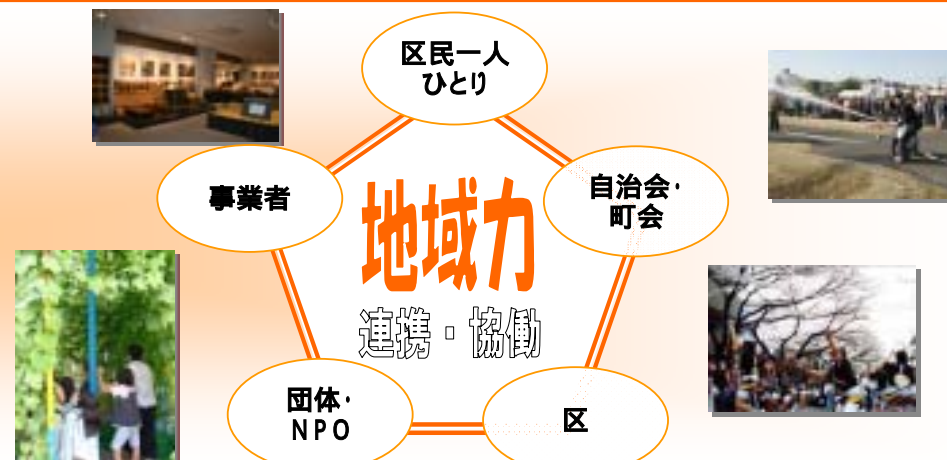 区民一人
ひとり
事業者
自治会・
町会
地域力
連携・協働
団体・
NPO
区